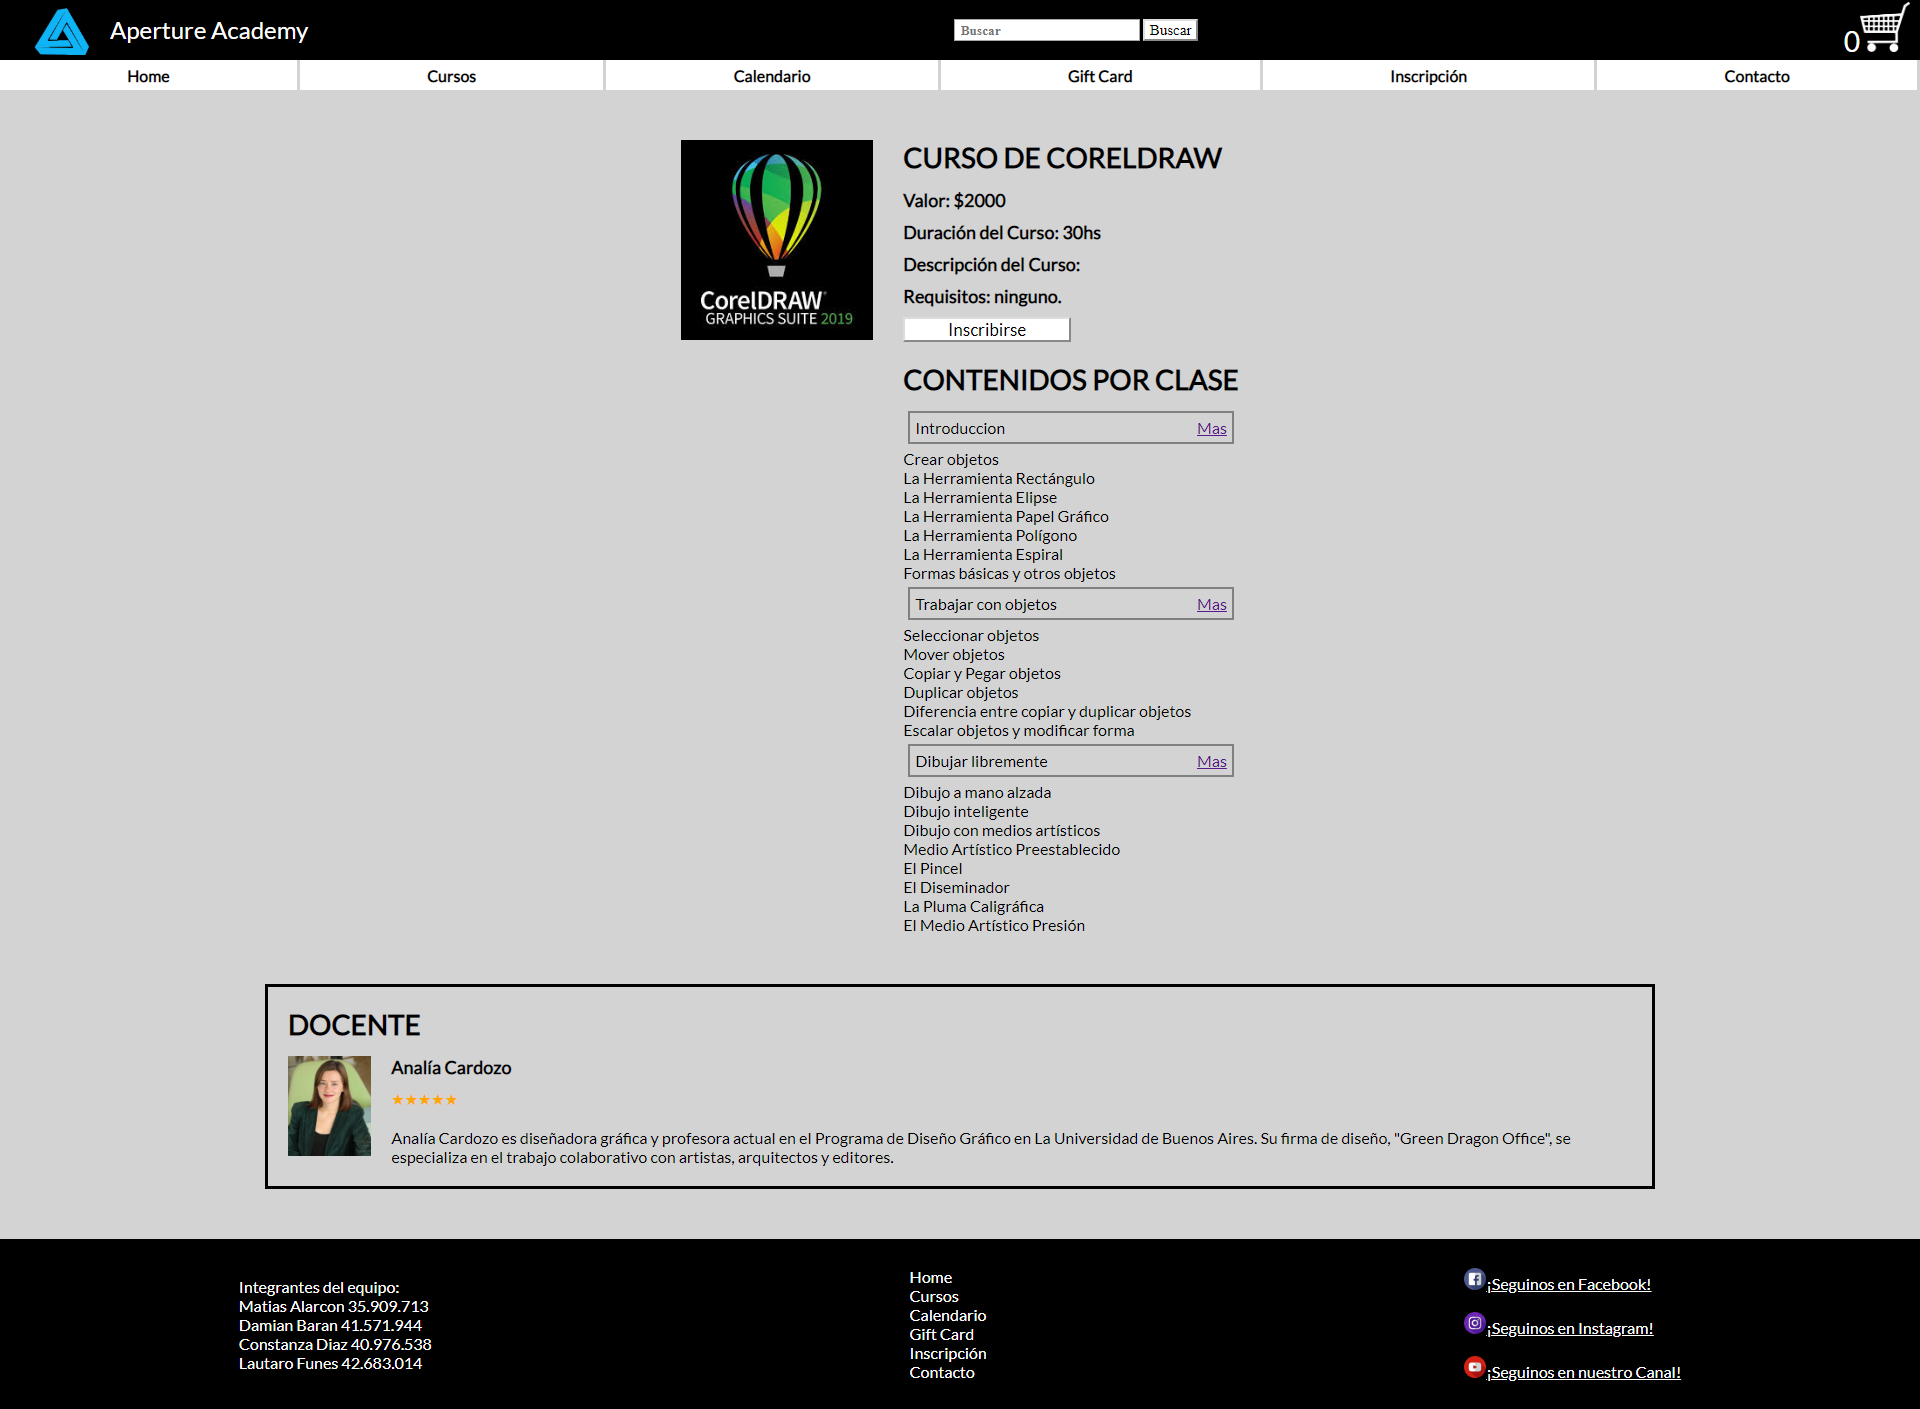 Aperture Academy
Buscar
Buscar
0
Home
Cursos
Calendario
Gift Card
Inscripción
Contacto
CorelDRAW
GRAPHICS SUITE 2019
CURSO DE CORELDRAW
Valor: $2000
Duración del Curso: 30hs
Descripción del Curso:
Requisitos: ninguno.
Inscribirse
CONTENIDOS POR CLASE
Introduccion Mas
Crear objetos
La Herramienta Rectángulo
La Herramienta Elipse
La Herramienta Papel Gráfico
La Herramienta Polígono
La Herramienta Espiral
Formas básicas y otros objetos
Trabajar con objetos Mas
Seleccionar objetos
Mover objetos
Copiar y Pegar objetos
Duplicar objetos
Diferencia entre copiar y duplicar objetos
Escalar objetos y modificar forma
Dibujar libremente Mas
Dibujo a mano alzada
Dibujo inteligente
Dibujo con medios artísticos
Medio Artístico Preestablecido
El Pincel
El Diseminador
La Pluma Caligráfica
El Medio Artístico Presión
DOCENTE
Analía Cardozo
★★★★★
Analía Cardozo es diseñadora gráfica y profesora actual en el Programa de Diseño Gráfico en La Universidad de Buenos Aires. Su firma de diseño, "Green Dragon Office", se
especializa en el trabajo colaborativo con artistas, arquitectos y editores.
Integrantes del equipo:
Matias Alarcon 35.909.713
Damian Baran 41.571.944
Constanza Diaz 40.976.538
Lautaro Funes 42.683.014
Home
Cursos
Calendario
Gift Card
Inscripción
Contacto
¡Seguinos en Facebook!
¡Seguinos en Instagram!
¡Seguinos en nuestro Canal!